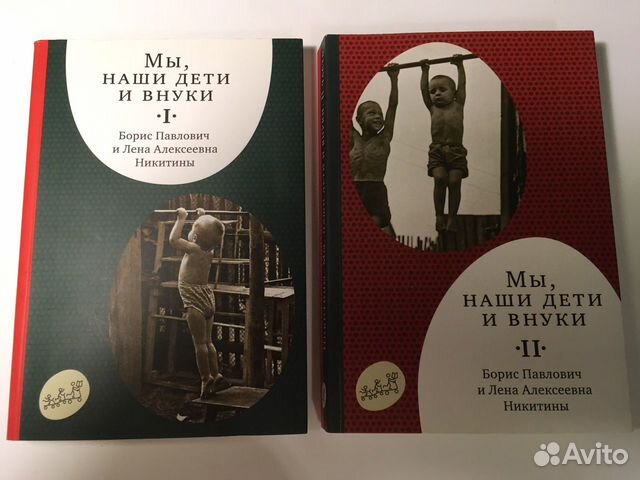 Мы,
наши дети
и внуки
·I·
Борис Павлович
и Лена Алексеевна
Никитины
Мы,
наши дети
и внуки
·II·
Борис Павлович
и Лена Алексеевна
Никитины
Avito